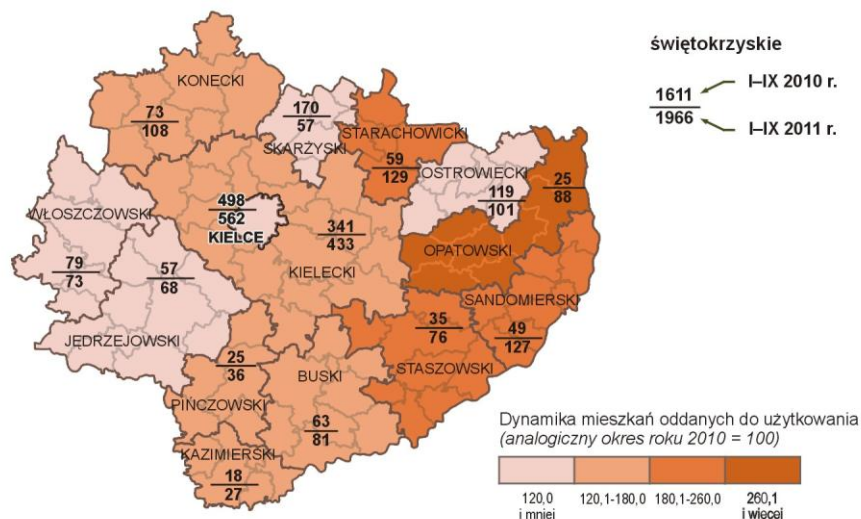 świętokrzyskie
1611
1966
I–IX 2010 r.
I–IX 2011 r.
KONECKI
73
108
170
57
SKARŻYSKI
STARACHOWICKI
59
129
OSTROWIECKI
119
101
25
88
OPATOWSKI
WŁOSZCZOWSKI
79
73
498
562
KIELCE
341
433
KIELECKI
57
68
JĘDRZEJOWSKI
SANDOMIERSKI
49
127
35
76
STASZOWSKI
25
36
PIŃCZOWSKI
BUSKI
63
81
KAZIMIERSKI
18
27
Dynamika mieszkań oddanych do użytkowania
(analogiczny okres roku 2010 = 100)
120,0
i mniej
120,1-180,0
180,1-260,0
260,1
i więcej